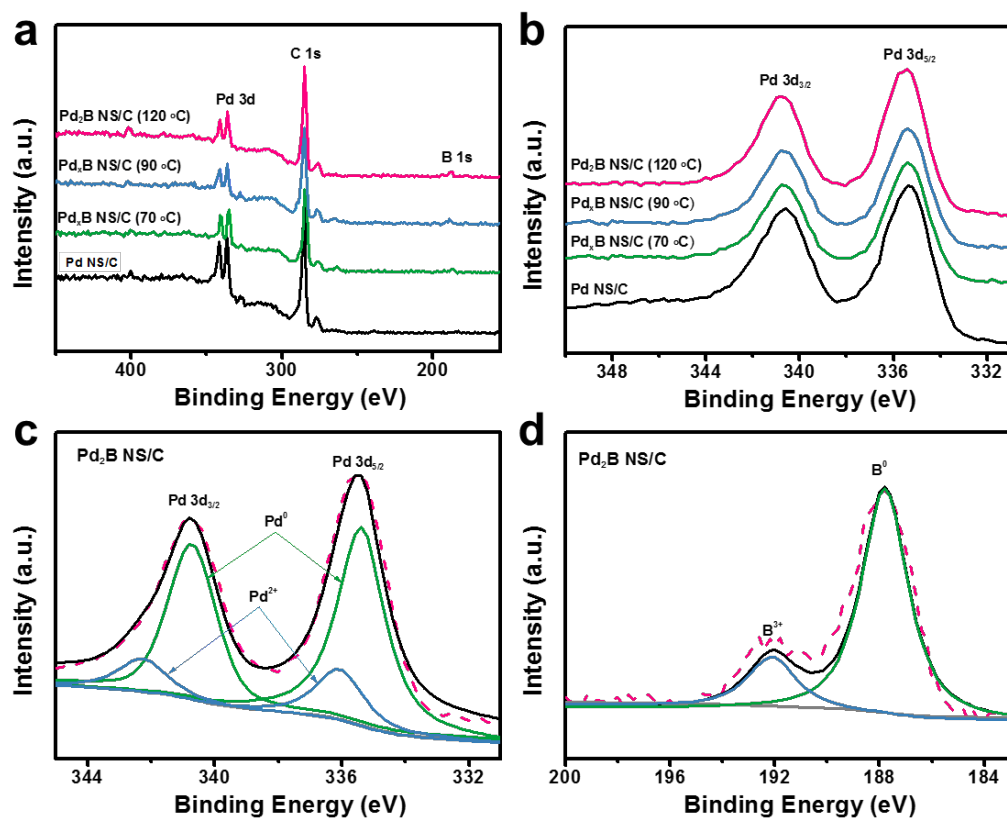 a
Intensity (a.u.)
C 1s
Pd 3d
B 1s
Pd₂B NS/C (120 °C)
PdₓB NS/C (90 °C)
PdₓB NS/C (70 °C)
Pd NS/C
400 300 200
Binding Energy (eV)
b
Intensity (a.u.)
Pd 3d₃/₂
Pd 3d₅/₂
Pd₂B NS/C (120 °C)
PdₓB NS/C (90 °C)
PdₓB NS/C (70 °C)
Pd NS/C
348 344 340 336 332
Binding Energy (eV)
c
Intensity (a.u.)
Pd₂B NS/C
Pd 3d₅/₂
Pd 3d₃/₂
Pd⁰
Pd²⁺
344 340 336 332
Binding Energy (eV)
d
Intensity (a.u.)
Pd₂B NS/C
B⁰
B³⁺
200 196 192 188 184
Binding Energy (eV)